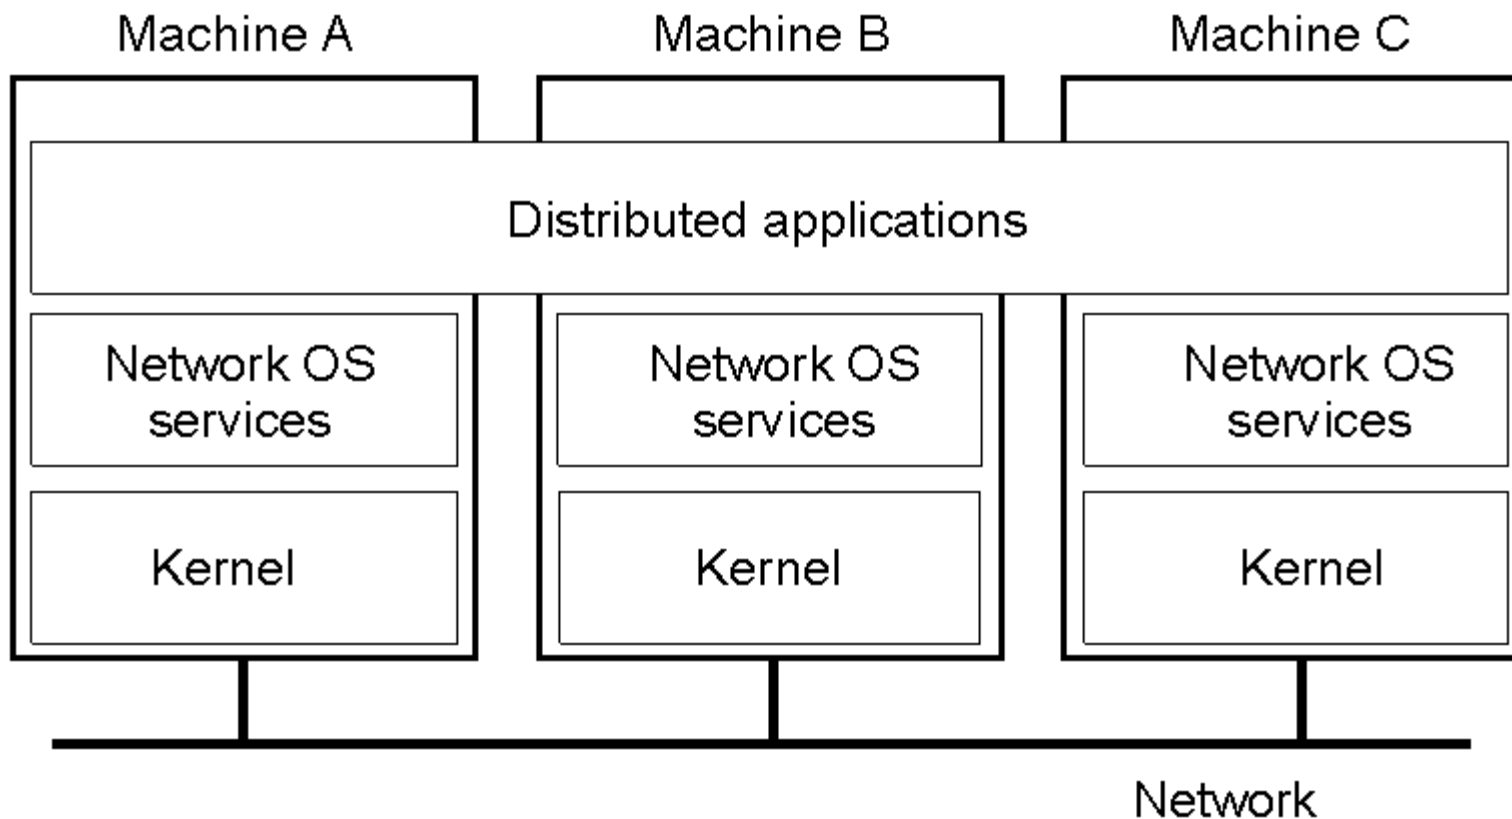 Machine A
Machine B
Machine C
Distributed applications
Network OS
services
Network OS
services
Network OS
services
Kernel
Kernel
Kernel
Network